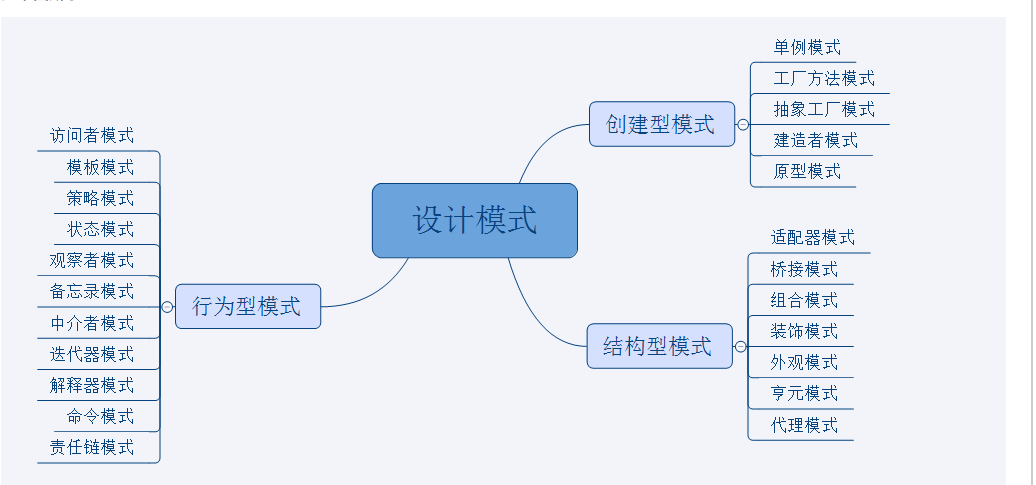 设计模式
创建型模式
单例模式
工厂方法模式
抽象工厂模式
建造者模式
原型模式
结构型模式
适配器模式
桥接模式
组合模式
装饰模式
外观模式
亨元模式
代理模式
行为型模式
访问者模式
模板模式
策略模式
状态模式
观察者模式
备忘录模式
中介者模式
迭代器模式
解释器模式
命令模式
责任链模式